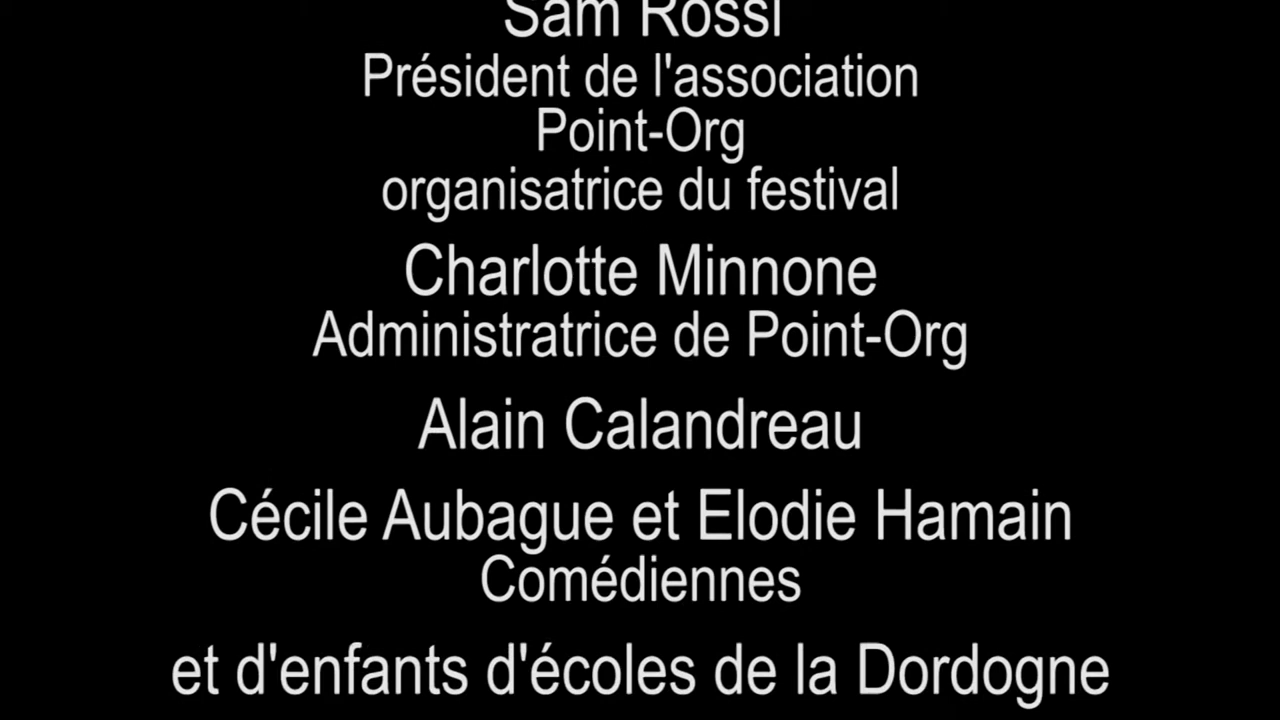 Sam Rossi
Président de l'association
Point-Org
organisatrice du festival
Charlotte Minnone
Administratrice de Point-Org
Alain Calandreau
Cécile Aubague et Elodie Hamain
Comédiennes
et d'enfants d'écoles de la Dordogne